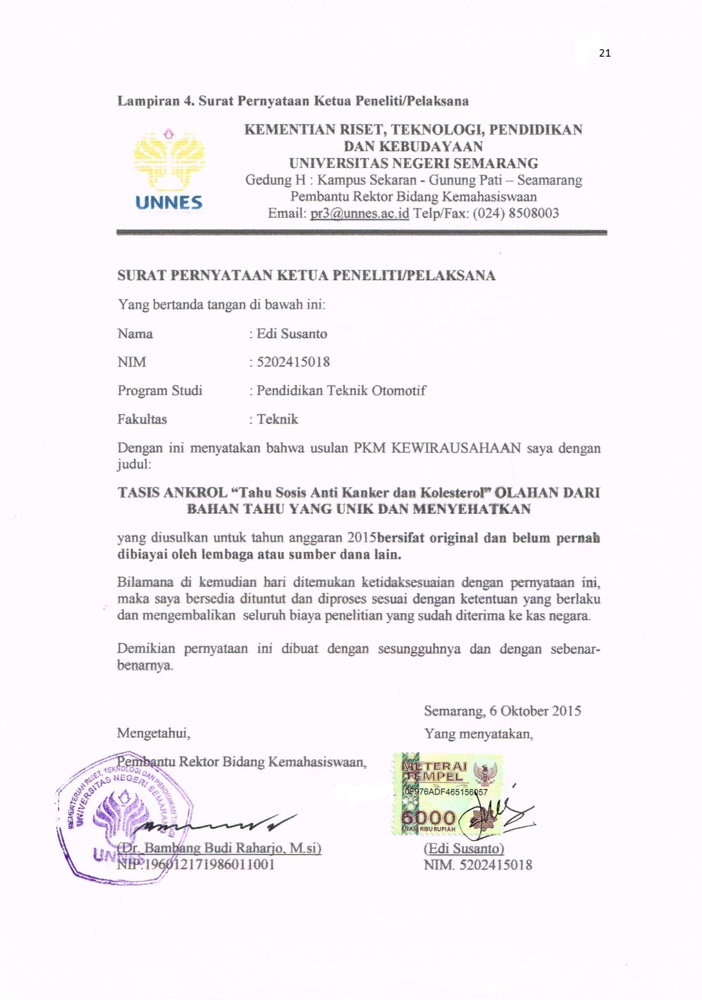 21
Lampiran 4. Surat Pernyataan Ketua Peneliti/Pelaksana
KEMENTIAN RISET, TEKNOLOGI, PENDIDIKAN
DAN KEBUDAYAAN
UNIVERSITAS NEGERI SEMARANG
Gedung H : Kampus Sekaran - Gunung Pati – Seamarang
Pembantu Rektor Bidang Kemahasiswaan
Email: pr3@unnes.ac.id Telp/Fax: (024) 8508003
UNNES
SURAT PERNYATAAN KETUA PENELITI/PELAKSANA
Yang bertanda tangan di bawah ini:
Nama : Edi Susanto
NIM : 5202415018
Program Studi : Pendidikan Teknik Otomotif
Fakultas : Teknik
Dengan ini menyatakan bahwa usulan PKM KEWIRAUSAHAAN saya dengan
judul:
TASIS ANKROL “Tahu Sosis Anti Kanker dan Kolesterol” OLAHAN DARI
BAHAN TAHU YANG UNIK DAN MENYEHATKAN
yang diusulkan untuk tahun anggaran 2015bersifat original dan belum pernah
dibiayai oleh lembaga atau sumber dana lain.
Bilamana di kemudian hari ditemukan ketidaksesuaian dengan pernyataan ini,
maka saya bersedia dituntut dan diproses sesuai dengan ketentuan yang berlaku
dan mengembalikan seluruh biaya penelitian yang sudah diterima ke kas negara.
Demikian pernyataan ini dibuat dengan sesungguhnya dan dengan sebenar-
benarnya.
Semarang, 6 Oktober 2015
Mengetahui,
Yang menyatakan,
Pembantu Rektor Bidang Kemahasiswaan,
KEMENTERIAN RISET, TEKNOLOGI DAN PENDIDIKAN TINGGI
UNIVERSITAS NEGERI SEMARANG
UNNES
METERAI
TEMPEL
TGL. 20
0F976ADF465156057
6000
ENAM RIBU RUPIAH
(Dr. Bambang Budi Raharjo, M.si)
NIP.196012171986011001
(Edi Susanto)
NIM. 5202415018